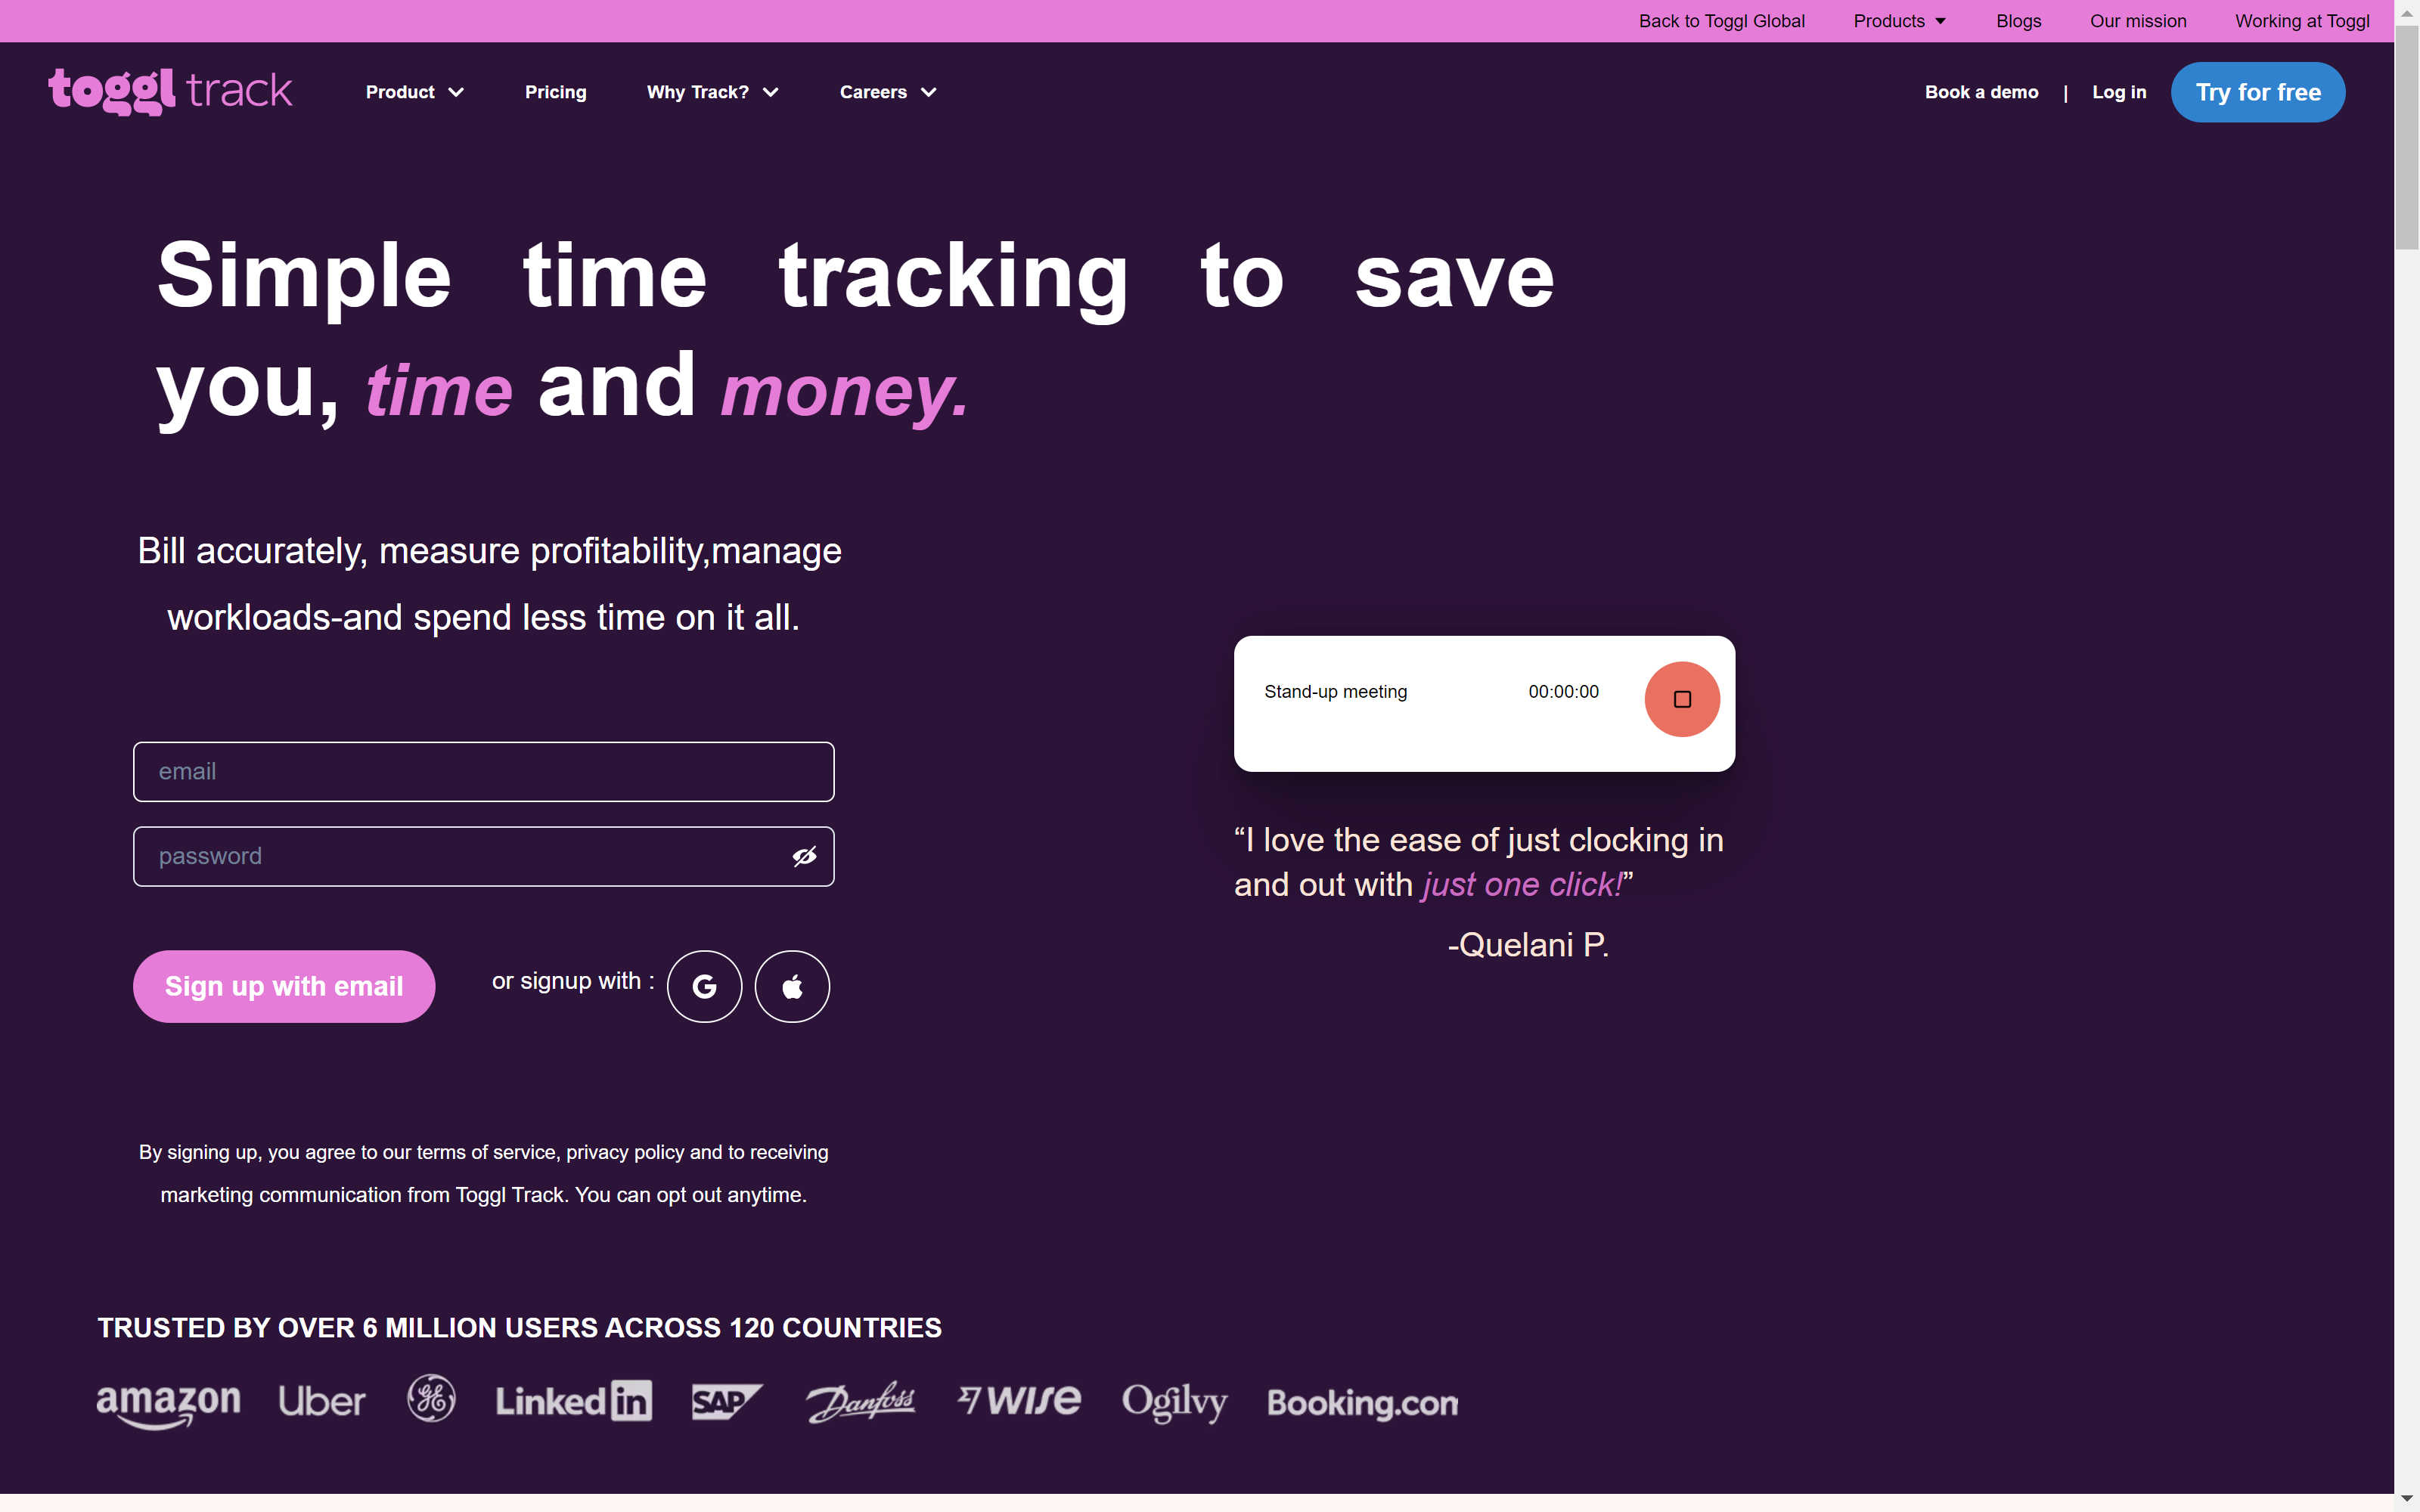 Back to Toggl Global Products Blogs Our mission Working at Toggl
toggl track Product Pricing Why Track? Careers Book a demo | Log in Try for free
Simple time tracking to save
you, time and money.
Bill accurately, measure profitability,manage
workloads-and spend less time on it all.
Stand-up meeting 00:00:00
email
password
“I love the ease of just clocking in
and out with just one click!”
-Quelani P.
Sign up with email or signup with : G
By signing up, you agree to our terms of service, privacy policy and to receiving
marketing communication from Toggl Track. You can opt out anytime.
TRUSTED BY OVER 6 MILLION USERS ACROSS 120 COUNTRIES
amazon Uber GE LinkedIn SAP Danfoss WISE Ogilvy Booking.con